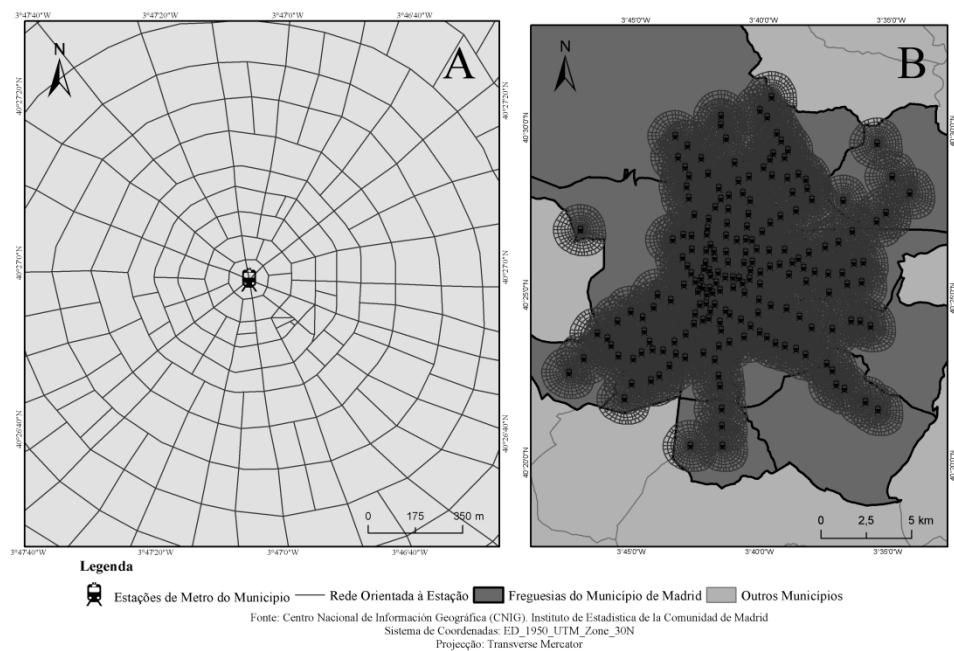 3°47'40"W 3°47'20"W 3°47'0"W
N
A
40°27'20"N
40°27'20"N
40°27'0"N
40°27'0"N
40°26'40"N
40°26'40"N
0 175 350 m
3°47'40"W 3°47'20"W 3°47'0"W 3°46'40"W
3°45'0"W 3°40'0"W 3°35'0"W
N
B
40°30'0"N
40°30'0"N
40°25'0"N
40°25'0"N
40°20'0"N
40°20'0"N
0 2,5 5 km
3°45'0"W 3°40'0"W 3°35'0"W
Legenda
Estações de Metro do Municipio Rede Orientada à Estação Freguesias do Município de Madrid Outros Municípios
Fonte: Centro Nacional de Información Geográfica (CNIG). Instituto de Estadistica de la Comunidad de Madrid
Sistema de Coordenadas: ED_1950_UTM_Zone_30N
Projecção: Transverse Mercator